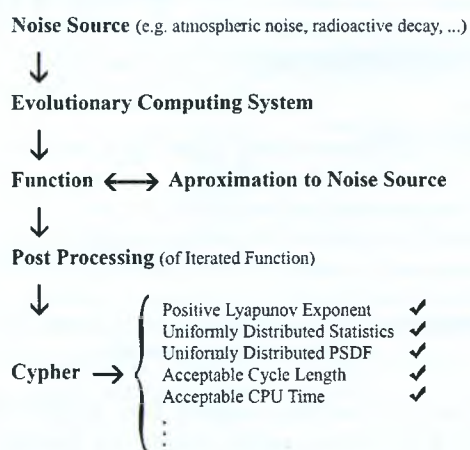 Noise Source (e.g. atmospheric noise, radioactive decay, ...)
Evolutionary Computing System
Function ⟷ Aproximation to Noise Source
Post Processing (of Iterated Function)
Cypher → { Positive Lyapunov Exponent ✔
Uniformly Distributed Statistics ✔
Uniformly Distributed PSDF ✔
Acceptable Cycle Length ✔
Acceptable CPU Time ✔